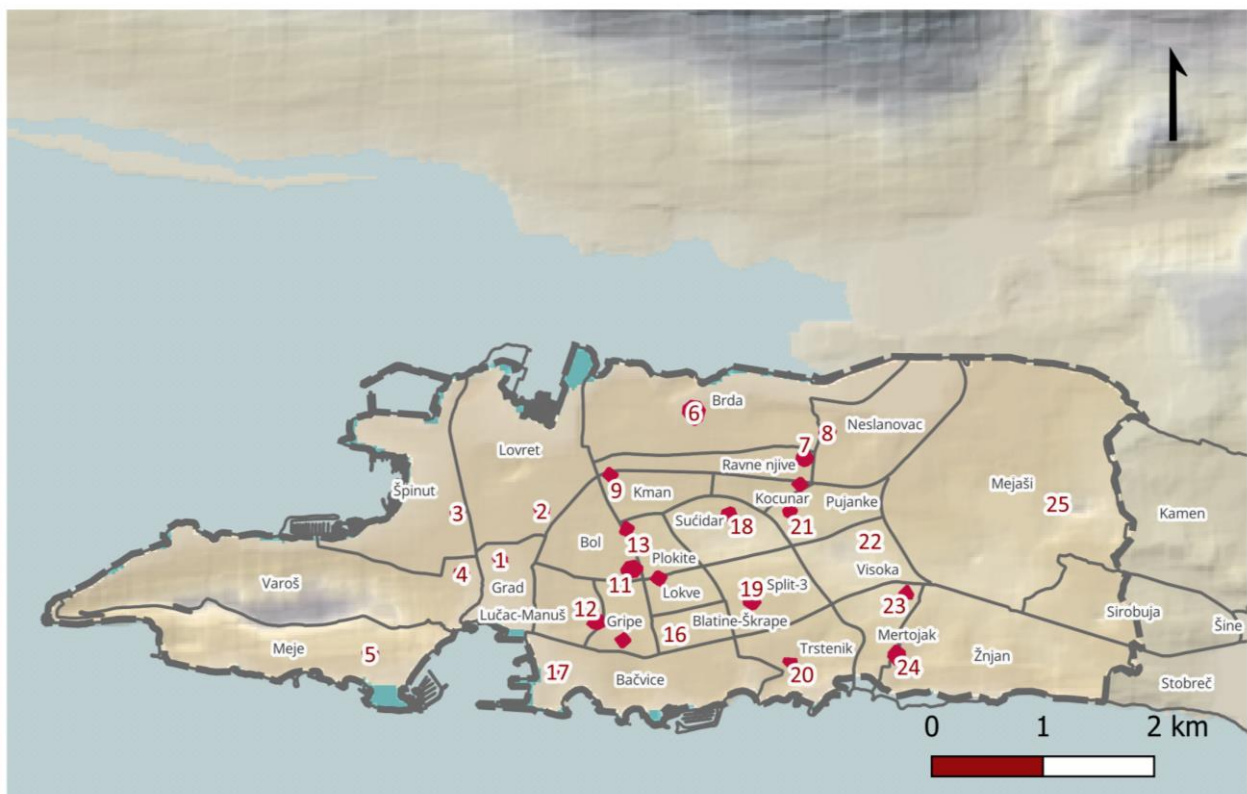 Brda
6
Neslanovac
8
7
Lovret
Ravne njive
Mejaši
Špinut
9
Kman
Kocunar
Pujanke
25
3
2
Sućidar
18
21
Kamen
Bol
13
22
1
Plokite
Visoka
4
Grad
11
Varoš
Lokve
19
Split-3
23
Sirobuja
12
Lučac-Manuš
Gripe
16
Blatine-Škrape
Šine
Meje
5
Mertojak
Trstenik
Žnjan
24
17
Bačvice
20
Stobreč
0
1
2 km